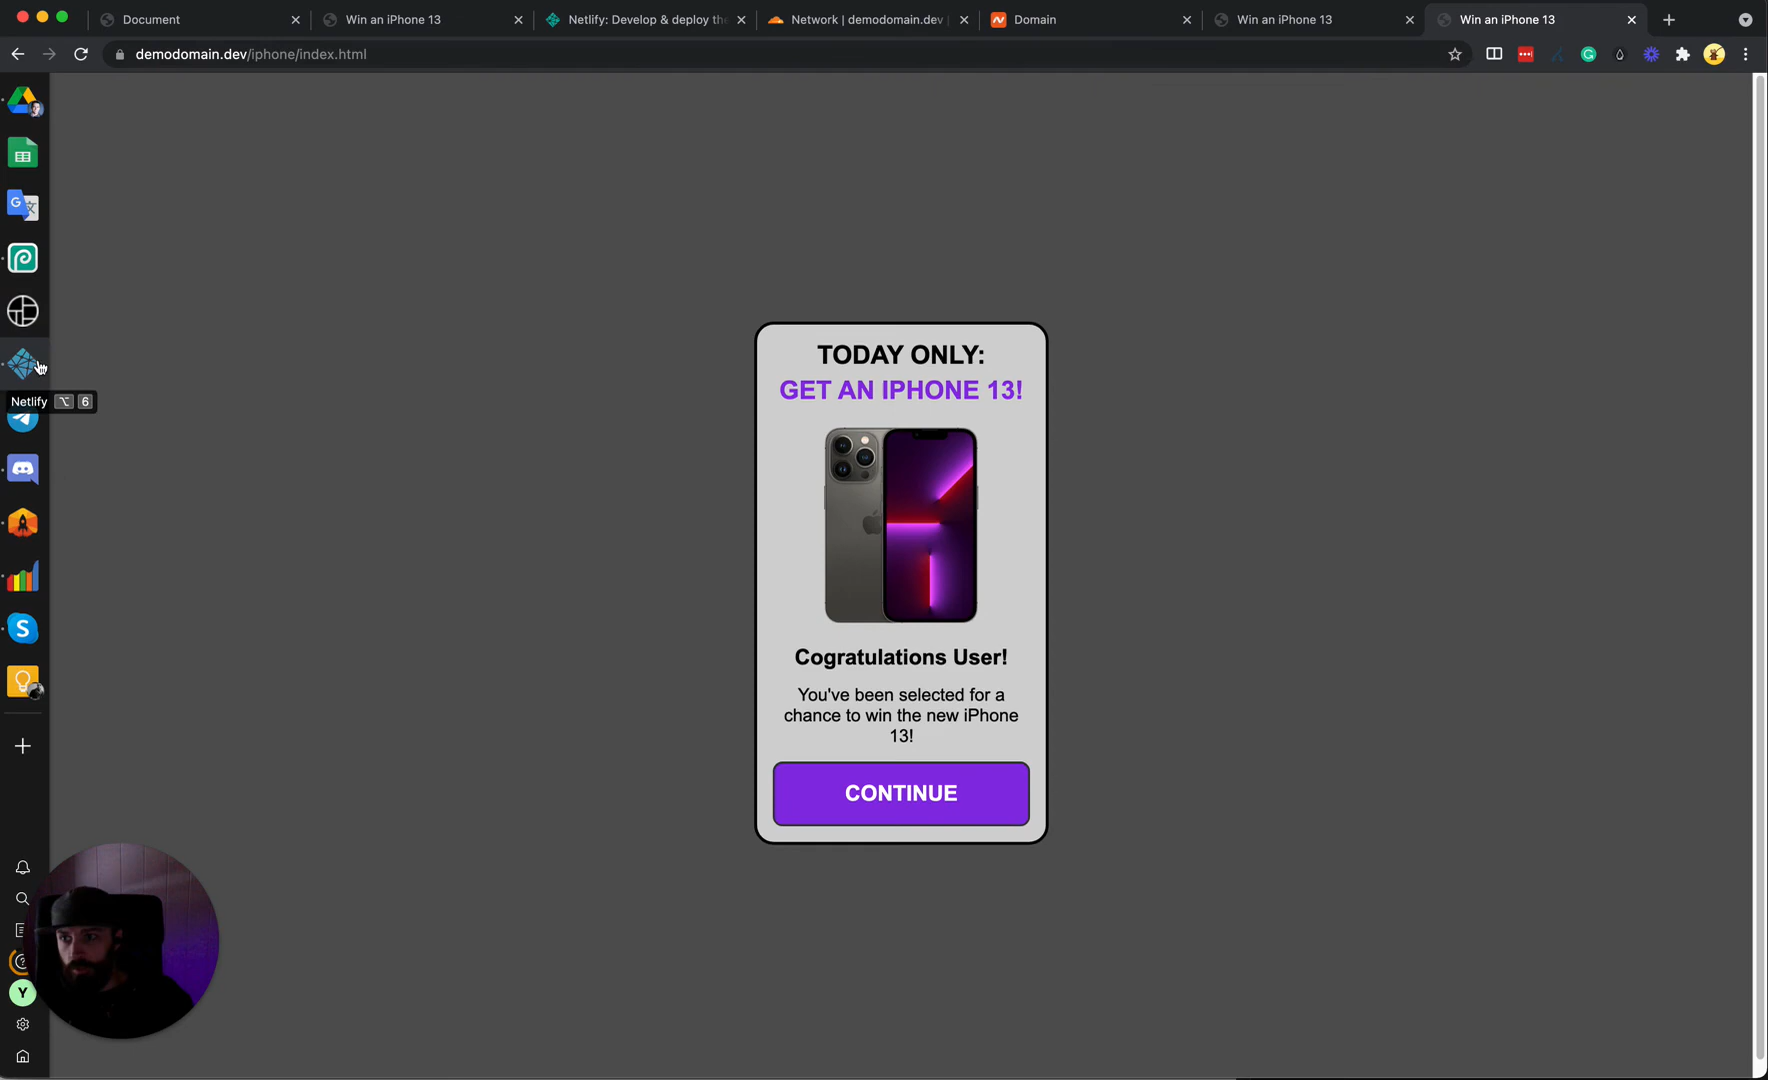 Document
Win an iPhone 13
Netlify: Develop & deploy the
Network | demodomain.dev
Domain
Win an iPhone 13
Win an iPhone 13
demodomain.dev/iphone/index.html
Netlify ⌥ 6
TODAY ONLY:
GET AN IPHONE 13!
Cogratulations User!
You've been selected for a
chance to win the new iPhone
13!
CONTINUE
Y